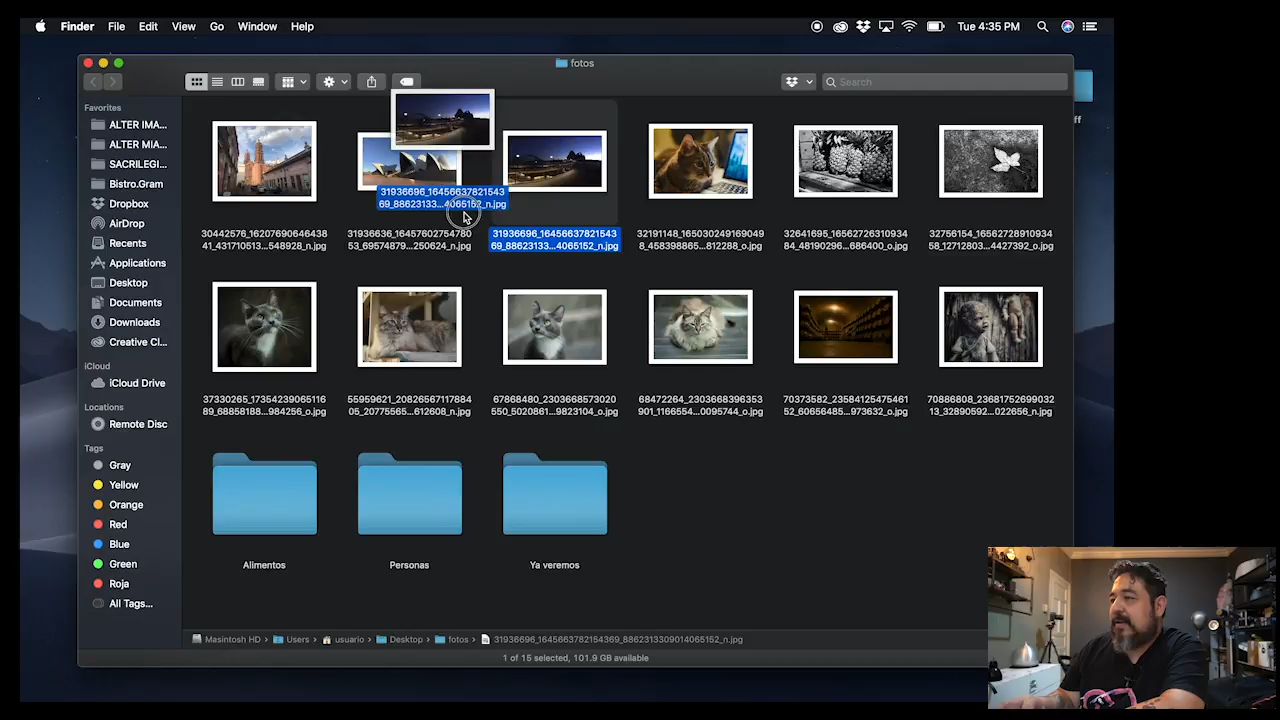 Finder File Edit View Go Window Help
Tue 4:35 PM
fotos
Search
Favorites
ALTER IMA...
ALTER MIA...
SACRILEGI...
Bistro.Gram
Dropbox
AirDrop
Recents
Applications
Desktop
Documents
Downloads
Creative Cl...
iCloud
iCloud Drive
Locations
Remote Disc
Tags
Gray
Yellow
Orange
Red
Blue
Green
Roja
All Tags...
31936696_16456637821543
69_88623133...4065152_n.jpg
30442576_16207690646438
41_431710513...548928_n.jpg
31936636_16457602754780
53_69574879...250624_n.jpg
31936696_16456637821543
69_88623133...4065152_n.jpg
32191148_165030249169049
8_458398865...812288_o.jpg
32641695_16562726310934
84_48190296...686400_o.jpg
32756154_16562728910934
58_12712803...4427392_o.jpg
37330265_17354239065116
89_68858188...984256_o.jpg
55959621_20826567117884
05_20775565...612608_n.jpg
67868480_2303668573020
550_5020861...9823104_o.jpg
68472264_2303668396353
901_1166554...0095744_o.jpg
70373582_23584125475461
52_60656485...973632_o.jpg
70886808_23681752699032
13_32890592...022656_n.jpg
Alimentos
Personas
Ya veremos
Macintosh HD › Users › usuario › Desktop › fotos › 31936696_1645663782154369_8862313309014065152_n.jpg
1 of 15 selected, 101.9 GB available
ff